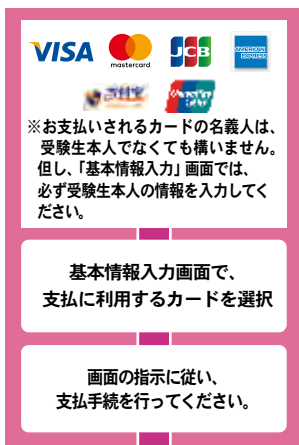 VISA
mastercard
JCB
AMERICAN EXPRESS
※お支払いされるカードの名義人は、
受験生本人でなくても構いません。
但し、「基本情報入力」画面では、
必ず受験生本人の情報を入力してく
ださい。
基本情報入力画面で、
支払に利用するカードを選択
画面の指示に従い、
支払手続を行ってください。